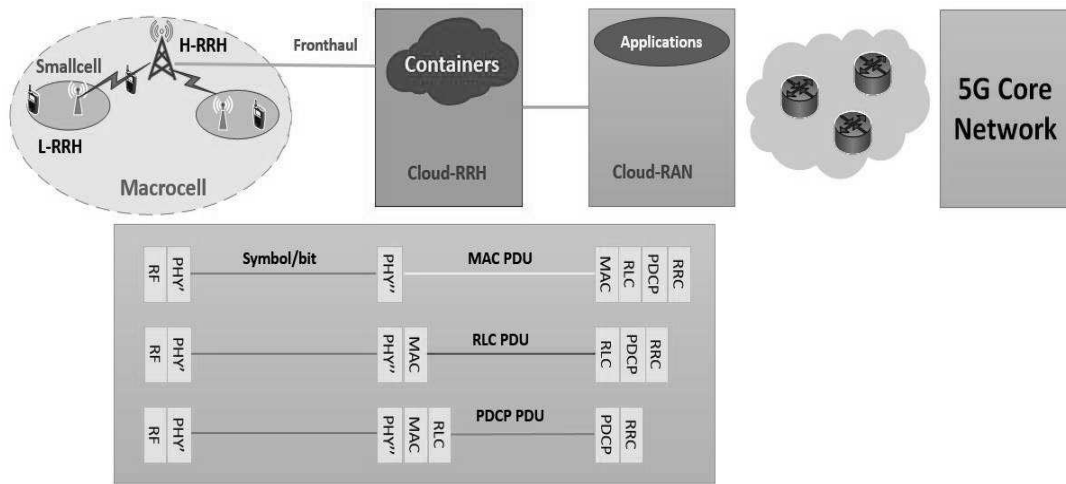 H-RRH
Fronthaul
Smallcell
L-RRH
Macrocell
Containers
Cloud-RRH
Applications
Cloud-RAN
5G Core
Network
RF
PHY'
Symbol/bit
PHY''
MAC PDU
MAC
RLC
PDCP
RRC
RF
PHY'
PHY''
MAC
RLC PDU
RLC
PDCP
RRC
RF
PHY'
PHY''
MAC
RLC
PDCP PDU
PDCP
RRC